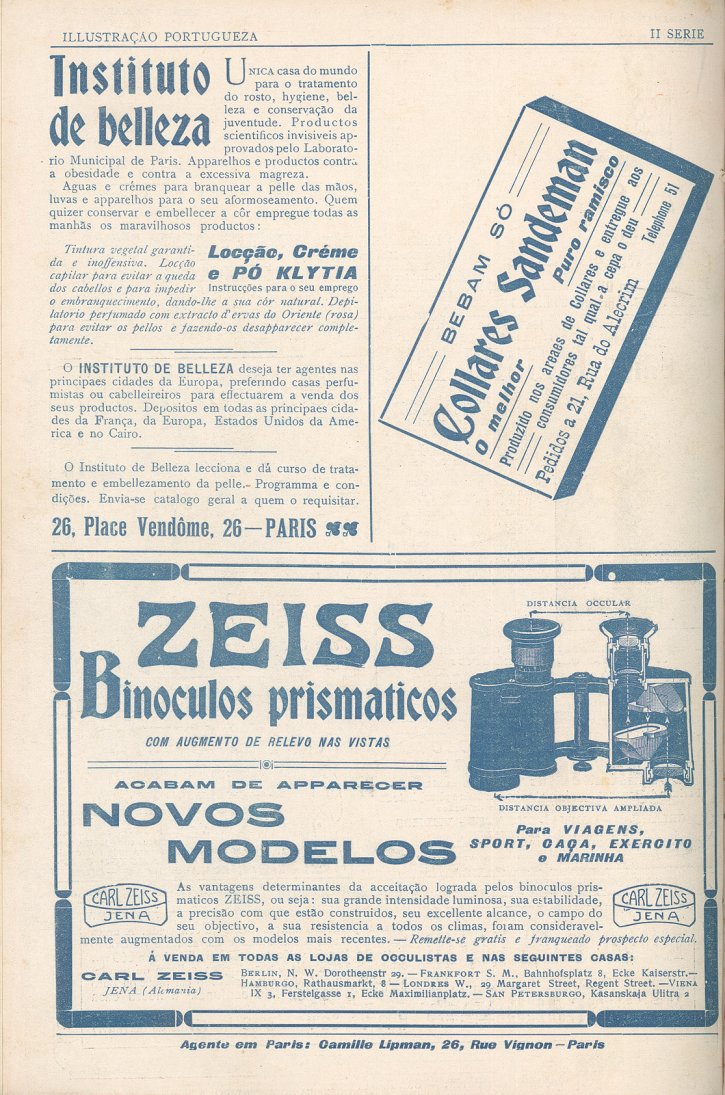 ILLUSTRAÇÃO PORTUGUEZA
II SERIE
Instituto
de belleza
UNICA casa do mundo
para o tratamento
do rosto, hygiene, bel-
leza e conservação da
juventude. Productos
scientificos invisiveis ap-
provados pelo Laborato-
rio Municipal de Paris. Apparelhos e productos contra
a obesidade e contra a excessiva magreza.
Aguas e crémes para branquear a pelle das mãos,
luvas e apparelhos para o seu aformoseamento. Quem
quizer conservar e embellecer a côr empregue todas as
manhãs os maravilhosos productos:
Tintura vegetal garanti-
da e inoffensiva. Locção
capilar para evitar a queda
dos cabellos e para impedir
Locção, Créme
e PÓ KLYTIA
Instrucções para o seu emprego
o embranquecimento, dando-lhe a sua côr natural. Depi-
latorio perfumado com extracto d'ervas do Oriente (rosa)
para evitar os pellos e fazendo-os desapparecer comple-
tamente.
O INSTITUTO DE BELLEZA deseja ter agentes nas
principaes cidades da Europa, preferindo casas perfu-
mistas ou cabelleireiros para effectuarem a venda dos
seus productos. Depositos em todas as principaes cida-
des da França, da Europa, Estados Unidos da Ame-
rica e no Cairo.
O Instituto de Belleza lecciona e dá curso de trata-
mento e embellezamento da pelle.- Programma e con-
dições. Envia-se catalogo geral a quem o requisitar.
26, Place Vendôme, 26—PARIS
BEBAM SÓ
Collares Sandeman
o melhor
Puro ramisco
Produzido nos areaes de Collares e entregue aos
consumidores tal qual a cepa o deu
Pedidos a 21, Rua do Alecrim
Telephone 51
ZEISS
Binoculos prismaticos
COM AUGMENTO DE RELEVO NAS VISTAS
ACABAM DE APPARECER
NOVOS
MODELOS
DISTANCIA OCCULAR
DISTANCIA OBJECTIVA AMPLIADA
Para VIAGENS,
SPORT, CAÇA, EXERCITO
e MARINHA
CARL ZEISS
JENA
As vantagens determinantes da acceitação lograda pelos binoculos pris-
maticos ZEISS, ou seja: sua grande intensidade luminosa, sua estabilidade,
a precisão com que estão construidos, seu excellente alcance, o campo do
seu objectivo, a sua resistencia a todos os climas, foram consideravel-
mente augmentados com os modelos mais recentes.—Remette-se gratis e franqueado prospecto especial.
CARL ZEISS
JENA
Á VENDA EM TODAS AS LOJAS DE OCCULISTAS E NAS SEGUINTES CASAS:
CARL ZEISS
JENA (Alemania)
BERLIN, N. W. Dorotheenstr 29.—FRANKFORT S. M., Bahnhofsplatz 8, Ecke Kaiserstr.—
HAMBURGO, Rathausmarkt, 8—LONDRES W., 29 Margaret Street, Regent Street.—VIENA
IX 3, Ferstelgasse 1, Ecke Maximilianplatz.—SAN PETERSBURGO, Kasanskaja Ulitra 2
Agente em Paris: Camille Lipman, 26, Rue Vignon—Paris